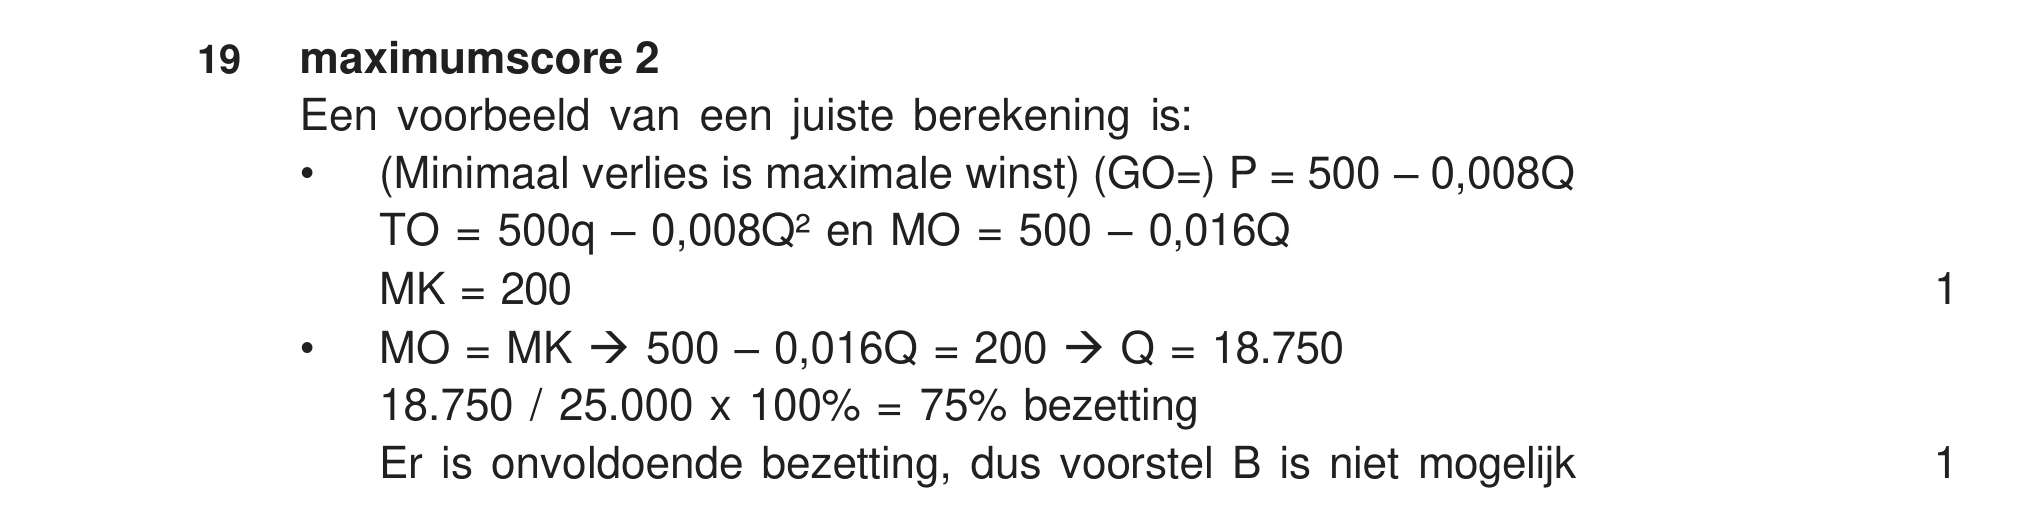 19 maximumscore 2
Een voorbeeld van een juiste berekening is:
• (Minimaal verlies is maximale winst) (GO=) P = 500 – 0,008Q
TO = 500q – 0,008Q² en MO = 500 – 0,016Q
MK = 200 1
• MO = MK → 500 – 0,016Q = 200 → Q = 18.750
18.750 / 25.000 x 100% = 75% bezetting
Er is onvoldoende bezetting, dus voorstel B is niet mogelijk 1